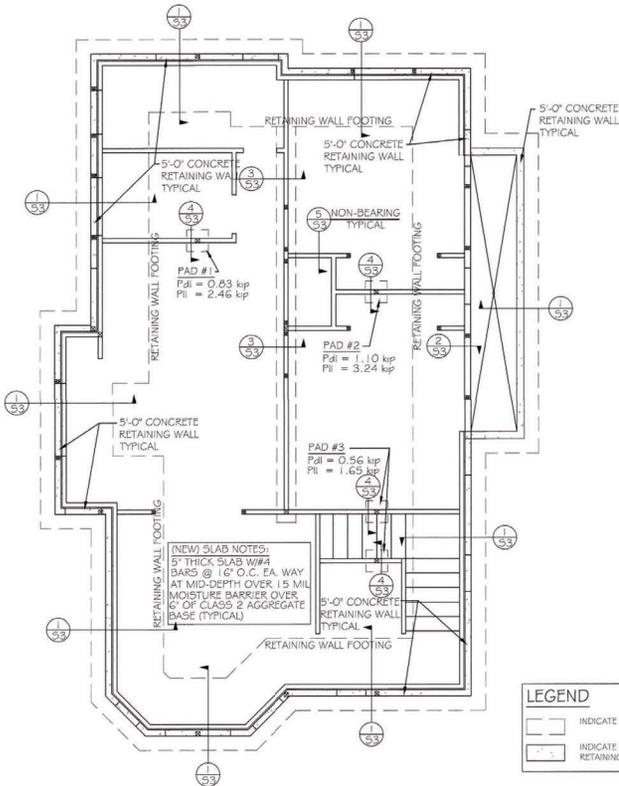 1
S3
1
S3
RETAINING WALL FOOTING
5'-0" CONCRETE
RETAINING WALL
TYPICAL
5'-0" CONCRETE
RETAINING WALL
TYPICAL
5'-0" CONCRETE
RETAINING WALL
TYPICAL
3
S3
1
S3
4
S3
5
S3
NON-BEARING
TYPICAL
PAD #1
Pdl = 0.83 kip
Pll = 2.46 kip
RETAINING WALL FOOTING
4
S3
RETAINING WALL FOOTING
1
S3
3
S3
PAD #2
Pdl = 1.10 kip
Pll = 3.24 kip
2
S3
1
S3
5'-0" CONCRETE
RETAINING WALL
TYPICAL
PAD #3
Pdl = 0.56 kip
Pll = 1.65 kip
4
S3
RETAINING WALL FOOTING
1
S3
(NEW) SLAB NOTES:
5" THICK SLAB W/#4
BARS @ 16" O.C. EA. WAY
AT MID-DEPTH OVER 15 MIL
MOISTURE BARRIER OVER
6" OF CLASS 2 AGGREGATE
BASE (TYPICAL)
4
S3
5'-0" CONCRETE
RETAINING WALL
TYPICAL
1
S3
RETAINING WALL FOOTING
1
S3
1
S3
LEGEND
INDICATE
INDICATE
RETAINING